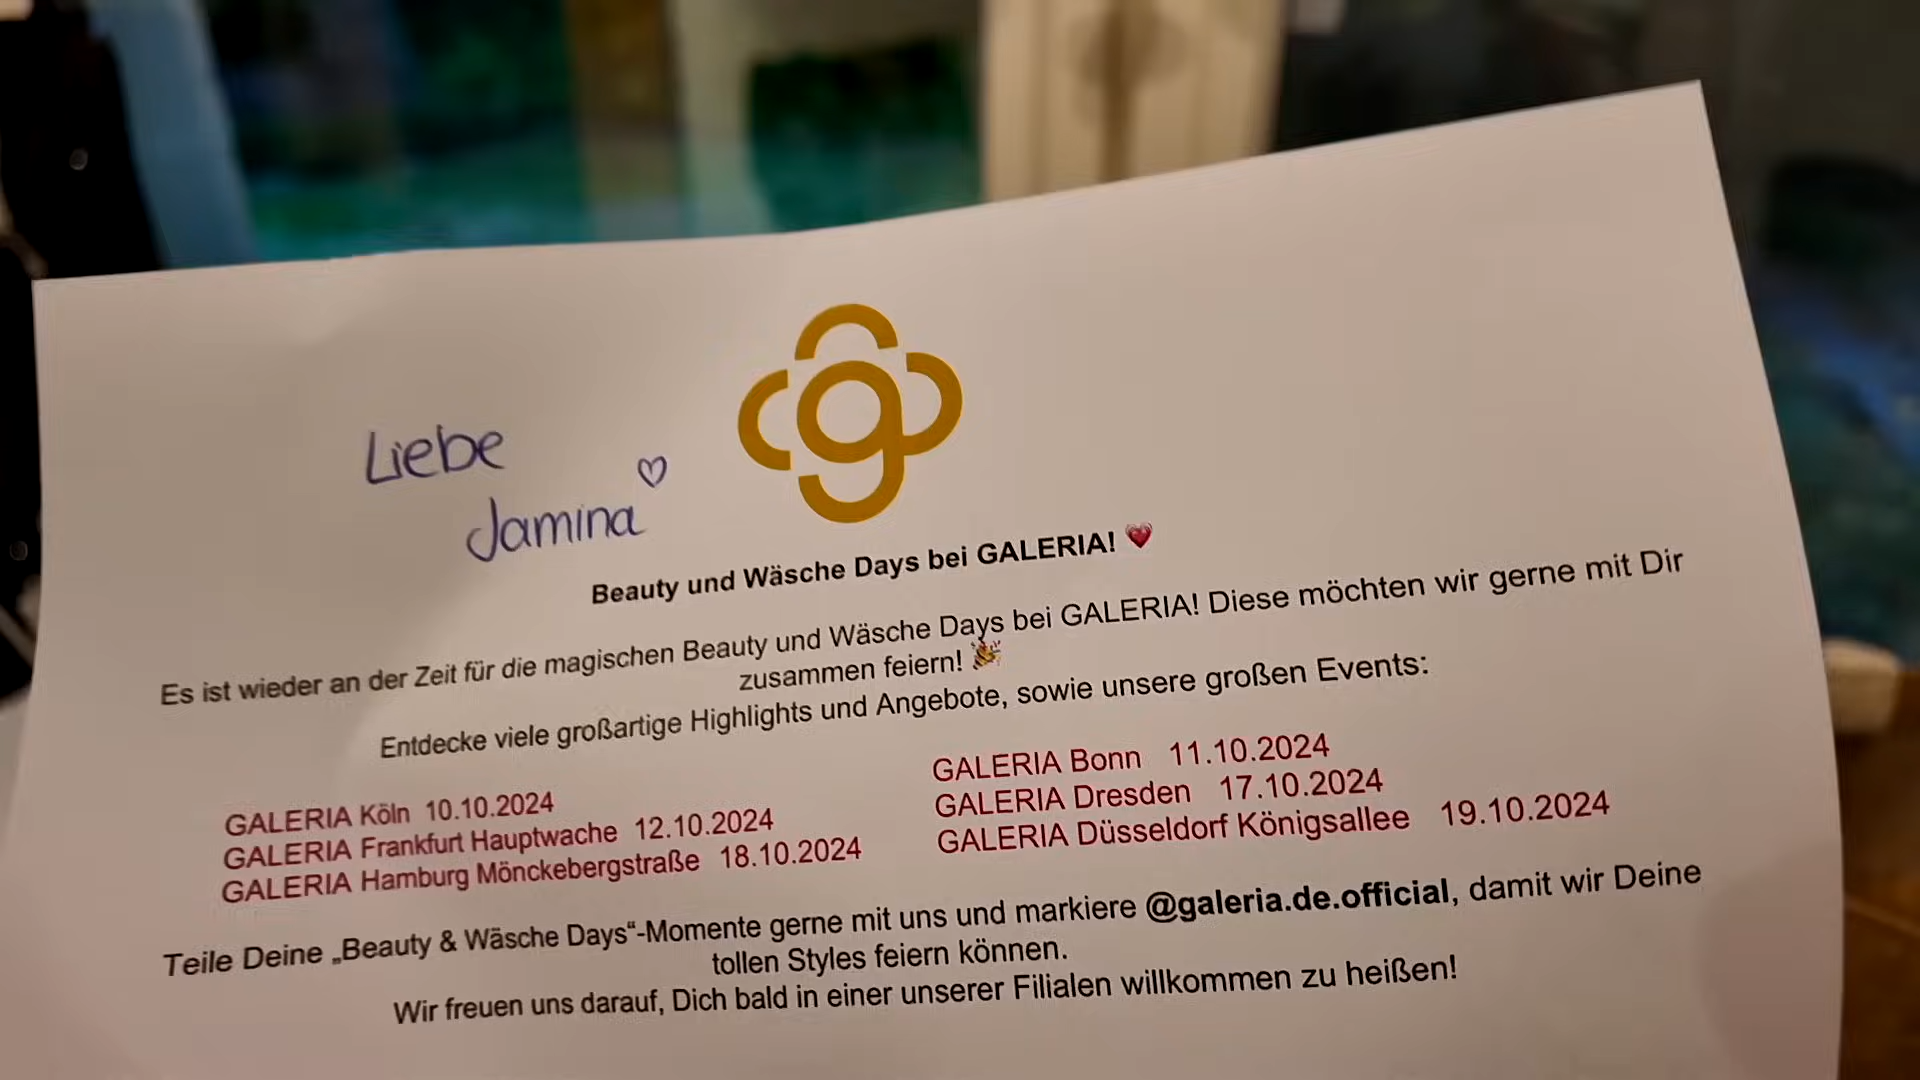 Liebe
Jamina
Beauty und Wäsche Days bei GALERIA! 💗
Es ist wieder an der Zeit für die magischen Beauty und Wäsche Days bei GALERIA! Diese möchten wir gerne mit Dir
zusammen feiern! 🎉
Entdecke viele großartige Highlights und Angebote, sowie unsere großen Events:
GALERIA Köln 10.10.2024
GALERIA Frankfurt Hauptwache 12.10.2024
GALERIA Hamburg Mönckebergstraße 18.10.2024
GALERIA Bonn 11.10.2024
GALERIA Dresden 17.10.2024
GALERIA Düsseldorf Königsallee 19.10.2024
Teile Deine „Beauty & Wäsche Days“-Momente gerne mit uns und markiere @galeria.de.official, damit wir Deine
tollen Styles feiern können.
Wir freuen uns darauf, Dich bald in einer unserer Filialen willkommen zu heißen!